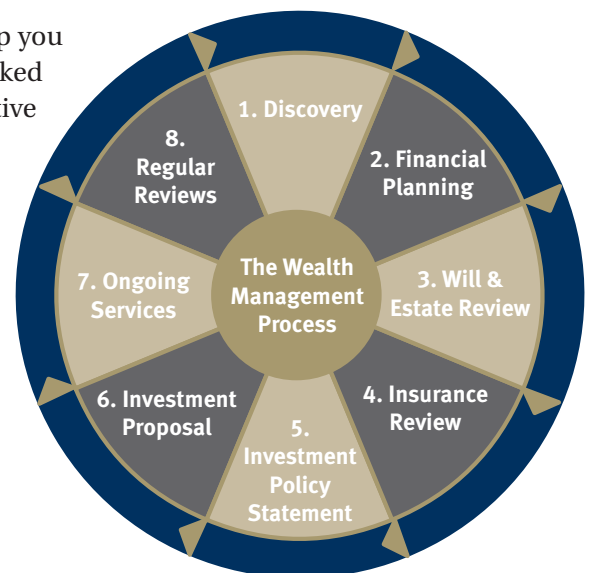 p you
ked
tive
1. Discovery
2. Financial
Planning
3. Will &
Estate Review
4. Insurance
Review
5.
Investment
Policy
Statement
6. Investment
Proposal
7. Ongoing
Services
8.
Regular
Reviews
The Wealth
Management
Process